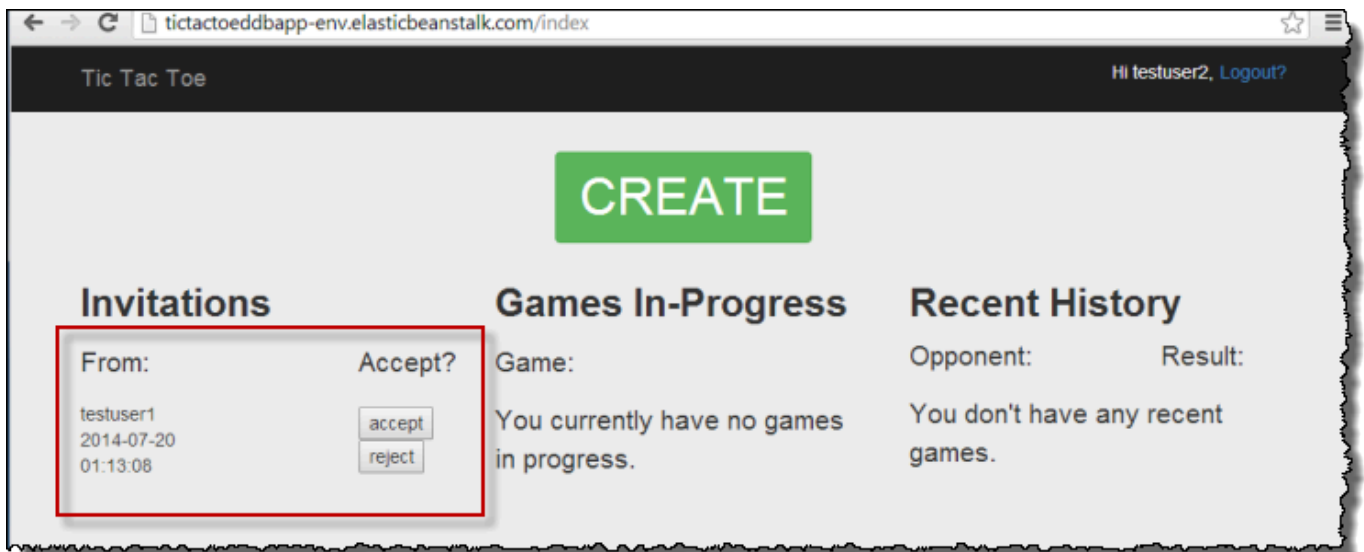 tictactoeddbapp-env.elasticbeanstalk.com/index
Tic Tac Toe
Hi testuser2, Logout?
CREATE
Invitations
From:
Accept?
testuser1
2014-07-20
01:13:08
accept
reject
Games In-Progress
Game:
You currently have no games
in progress.
Recent History
Opponent:
Result:
You don't have any recent
games.